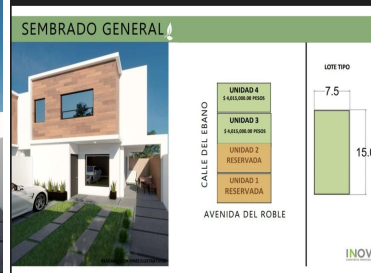 SEMBRADO GENERAL
CALLE DEL EBANO
UNIDAD 4
$ 4,015,000.00 PESOS
UNIDAD 3
$ 4,015,000.00 PESOS
UNIDAD 2
RESERVADA
UNIDAD 1
RESERVADA
AVENIDA DEL ROBLE
LOTE TIPO
7.5
15.0
INOV